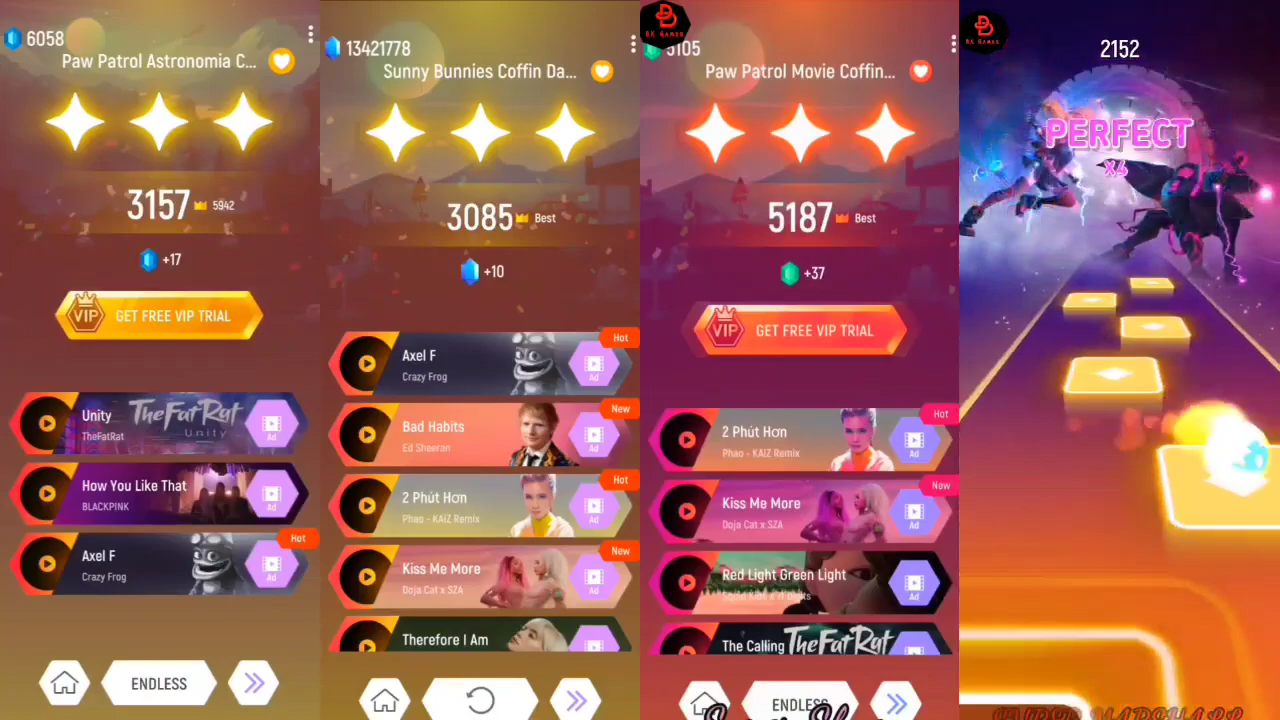 6058
Paw Patrol Astronomia C...
3157
5942
+17
VIP
GET FREE VIP TRIAL
Unity
TheFatRat
TheFatRat
Unity
Ad
How You Like That
BLACKPINK
Ad
Hot
Axel F
Crazy Frog
Ad
ENDLESS
13421778
Sunny Bunnies Coffin Da...
3085
Best
+10
Hot
Axel F
Crazy Frog
Ad
New
Bad Habits
Ed Sheeran
Ad
Hot
2 Phút Hơn
Phao - KAIZ Remix
Ad
New
Kiss Me More
Doja Cat x SZA
Ad
Therefore I Am
BK GAMER
5105
Paw Patrol Movie Coffin...
5187
Best
+37
VIP
GET FREE VIP TRIAL
Hot
2 Phút Hơn
Phao - KAIZ Remix
Ad
New
Kiss Me More
Doja Cat x SZA
Ad
Red Light Green Light
Ad
The Calling
TheFatRat
ENDLESS
BK GAMER
2152
PERFECT
x4